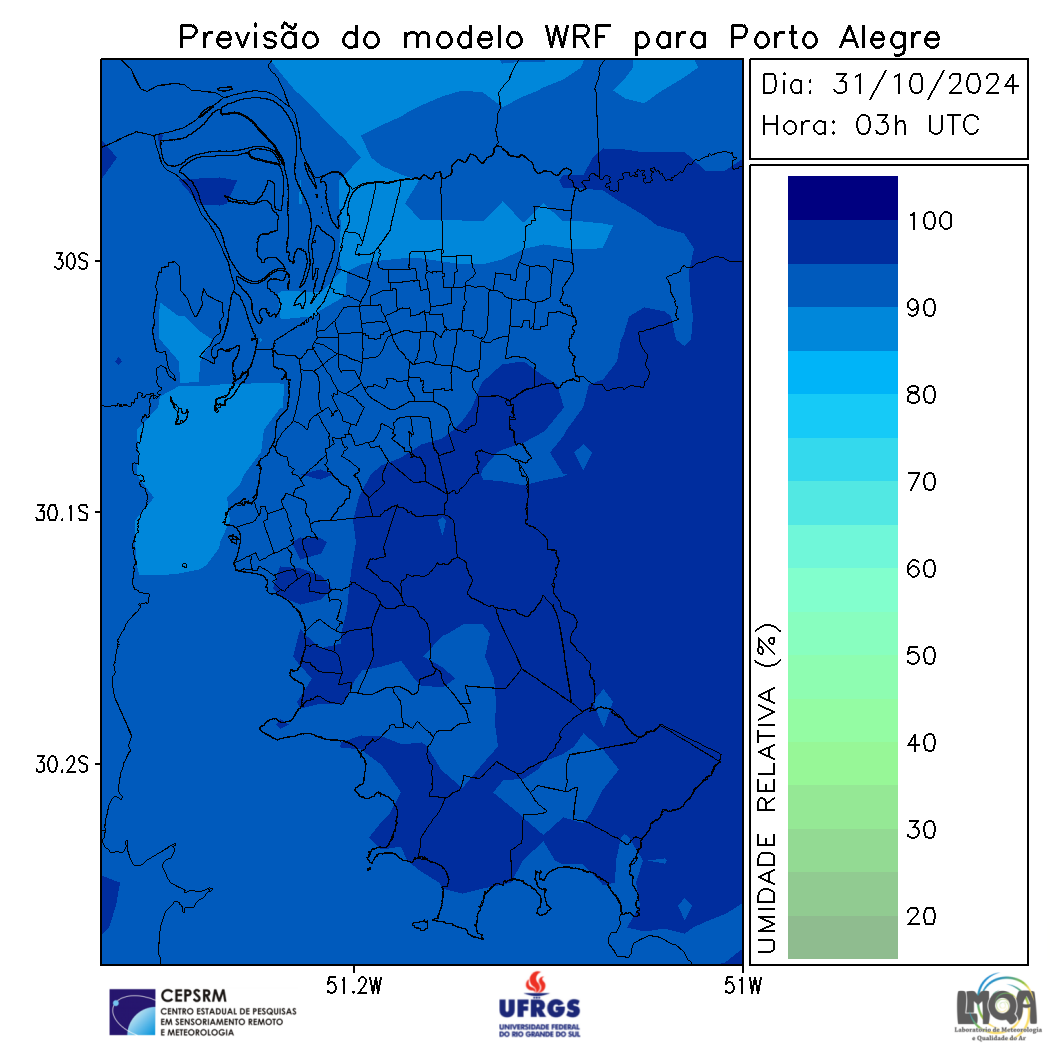 Previsão do modelo WRF para Porto Alegre
Dia: 31/10/2024
Hora: 03h UTC
100
90
80
70
60
50
40
30
20
UMIDADE RELATIVA (%)
30S
30.1S
30.2S
51.2W
51W
CEPSRM
CENTRO ESTADUAL DE PESQUISAS
EM SENSORIAMENTO REMOTO
E METEOROLOGIA
UFRGS
UNIVERSIDADE FEDERAL
DO RIO GRANDE DO SUL
LMQA
Laboratório de Meteorologia
e Qualidade do Ar